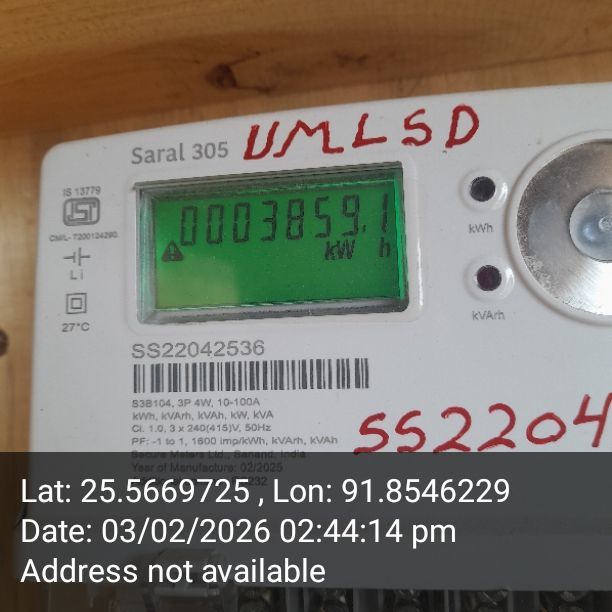 Saral 305 UMLSD
IS 13779
ISI
CM/L- 7200124290
0003859.1
kW h
kWh
Li
kVArh
27°C
SS22042536
S3B104, 3P 4W, 10-100A
kWh, kVArh, kVAh, kW, kVA
Cl. 1.0, 3 x 240(415)V, 50Hz
PF: -1 to 1, 1600 imp/kWh, kVArh, kVAh
SS2204
Secure Meters Ltd., Sanand, India
Year of Manufacture: 02/2025
Lat: 25.5669725 , Lon: 91.8546229
Date: 03/02/2026 02:44:14 pm
Address not available